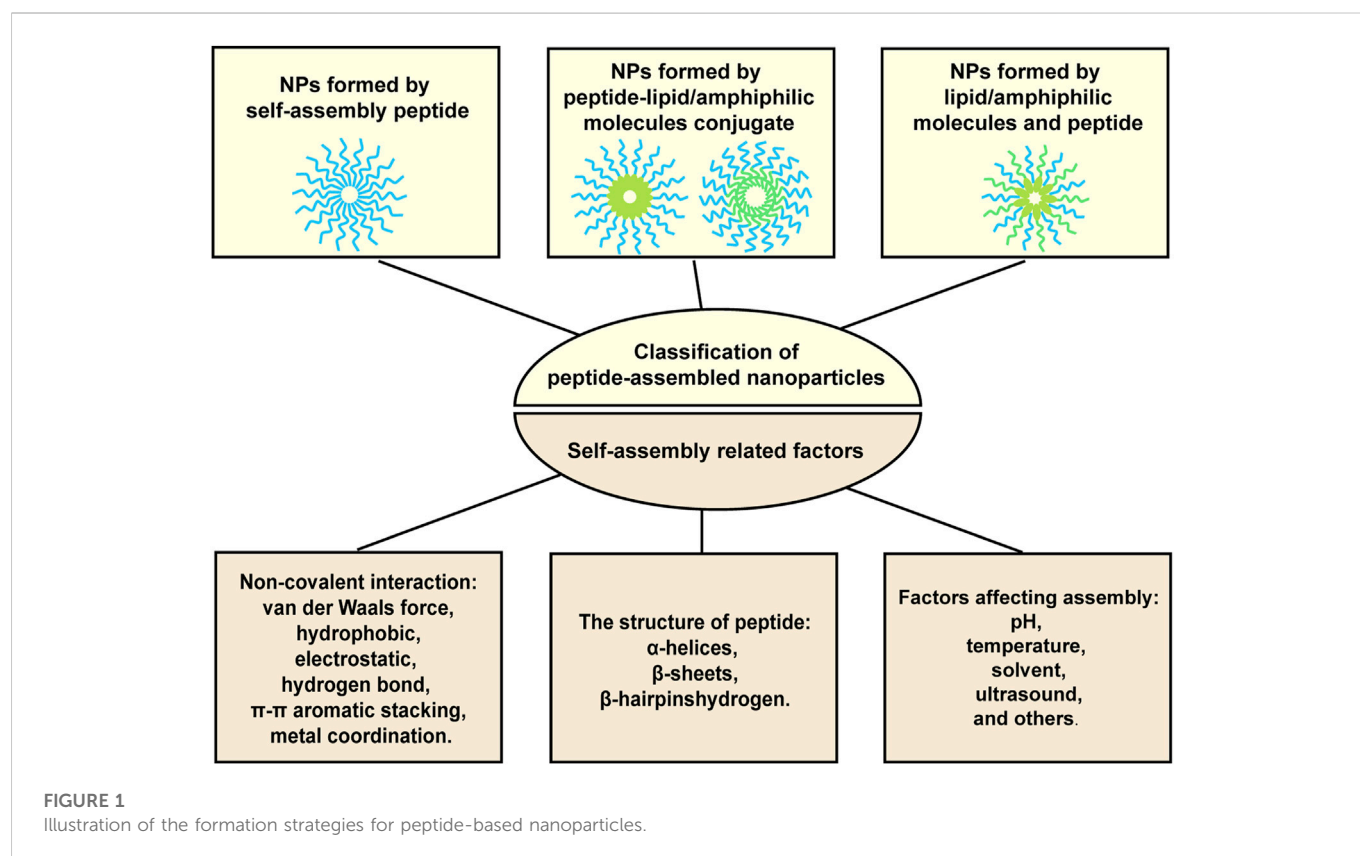 NPs formed by
self-assembly peptide
NPs formed by
peptide-lipid/amphiphilic
molecules conjugate
NPs formed by
lipid/amphiphilic
molecules and peptide
Classification of
peptide-assembled nanoparticles
Self-assembly related factors
Non-covalent interaction:
van der Waals force,
hydrophobic,
electrostatic,
hydrogen bond,
π-π aromatic stacking,
metal coordination.
The structure of peptide:
α-helices,
β-sheets,
β-hairpinshydrogen.
Factors affecting assembly:
pH,
temperature,
solvent,
ultrasound,
and others.
FIGURE 1
Illustration of the formation strategies for peptide-based nanoparticles.